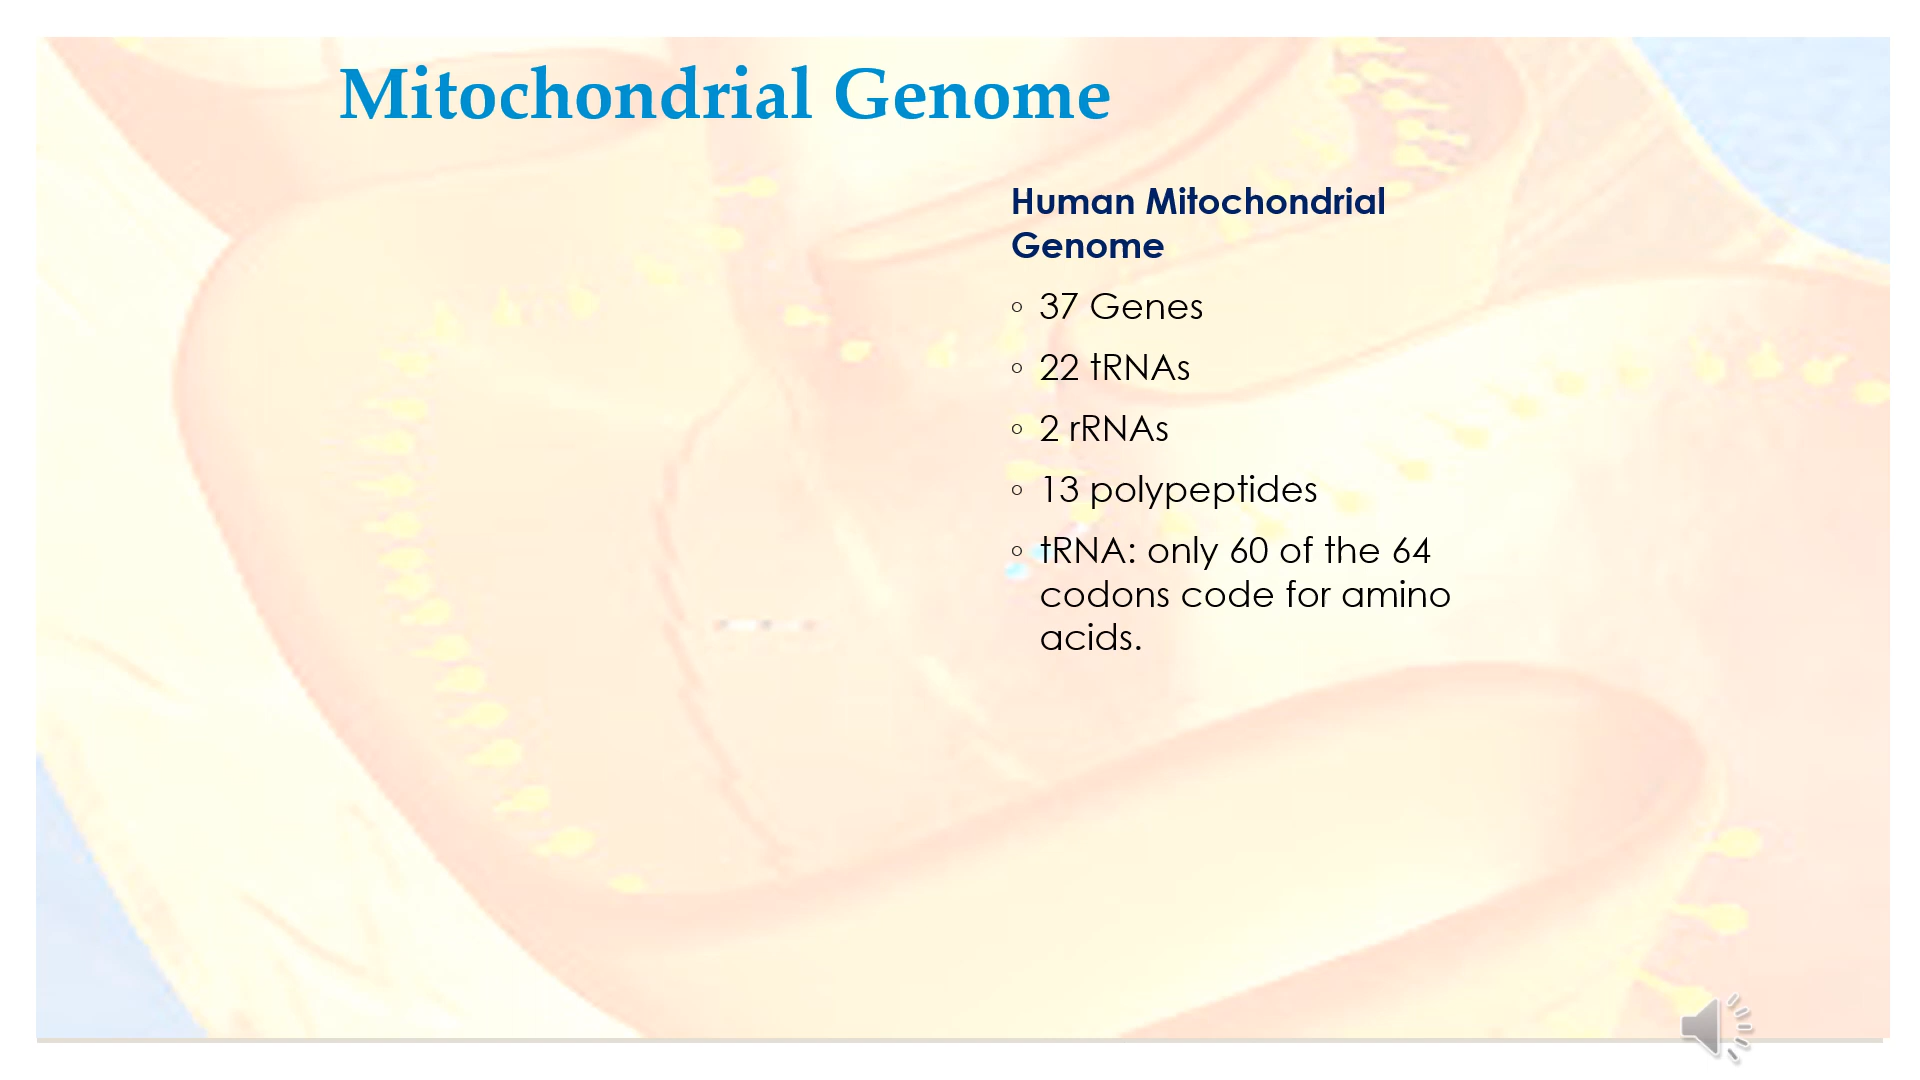 Mitochondrial Genome
Human Mitochondrial
Genome
◦ 37 Genes
◦ 22 tRNAs
◦ 2 rRNAs
◦ 13 polypeptides
◦ tRNA: only 60 of the 64
codons code for amino
acids.